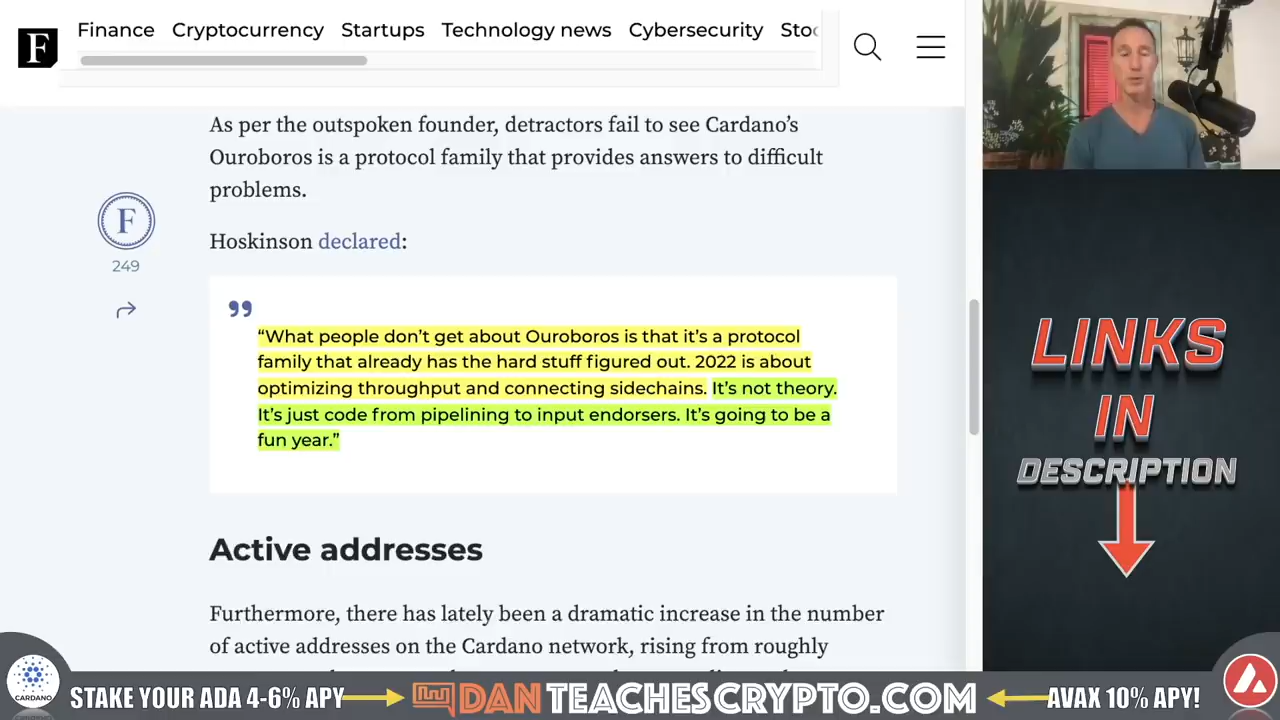 Finance Cryptocurrency Startups Technology news Cybersecurity Stoc
F
As per the outspoken founder, detractors fail to see Cardano’s
Ouroboros is a protocol family that provides answers to difficult
problems.
F
249
Hoskinson declared:
”
“What people don’t get about Ouroboros is that it’s a protocol
family that already has the hard stuff figured out. 2022 is about
optimizing throughput and connecting sidechains. It’s not theory.
It’s just code from pipelining to input endorsers. It’s going to be a
fun year.”
Active addresses
Furthermore, there has lately been a dramatic increase in the number
of active addresses on the Cardano network, rising from roughly
LINKS
IN
DESCRIPTION
CARDANO
STAKE YOUR ADA 4-6% APY
DANTEACHESCRYPTO.COM
AVAX 10% APY!